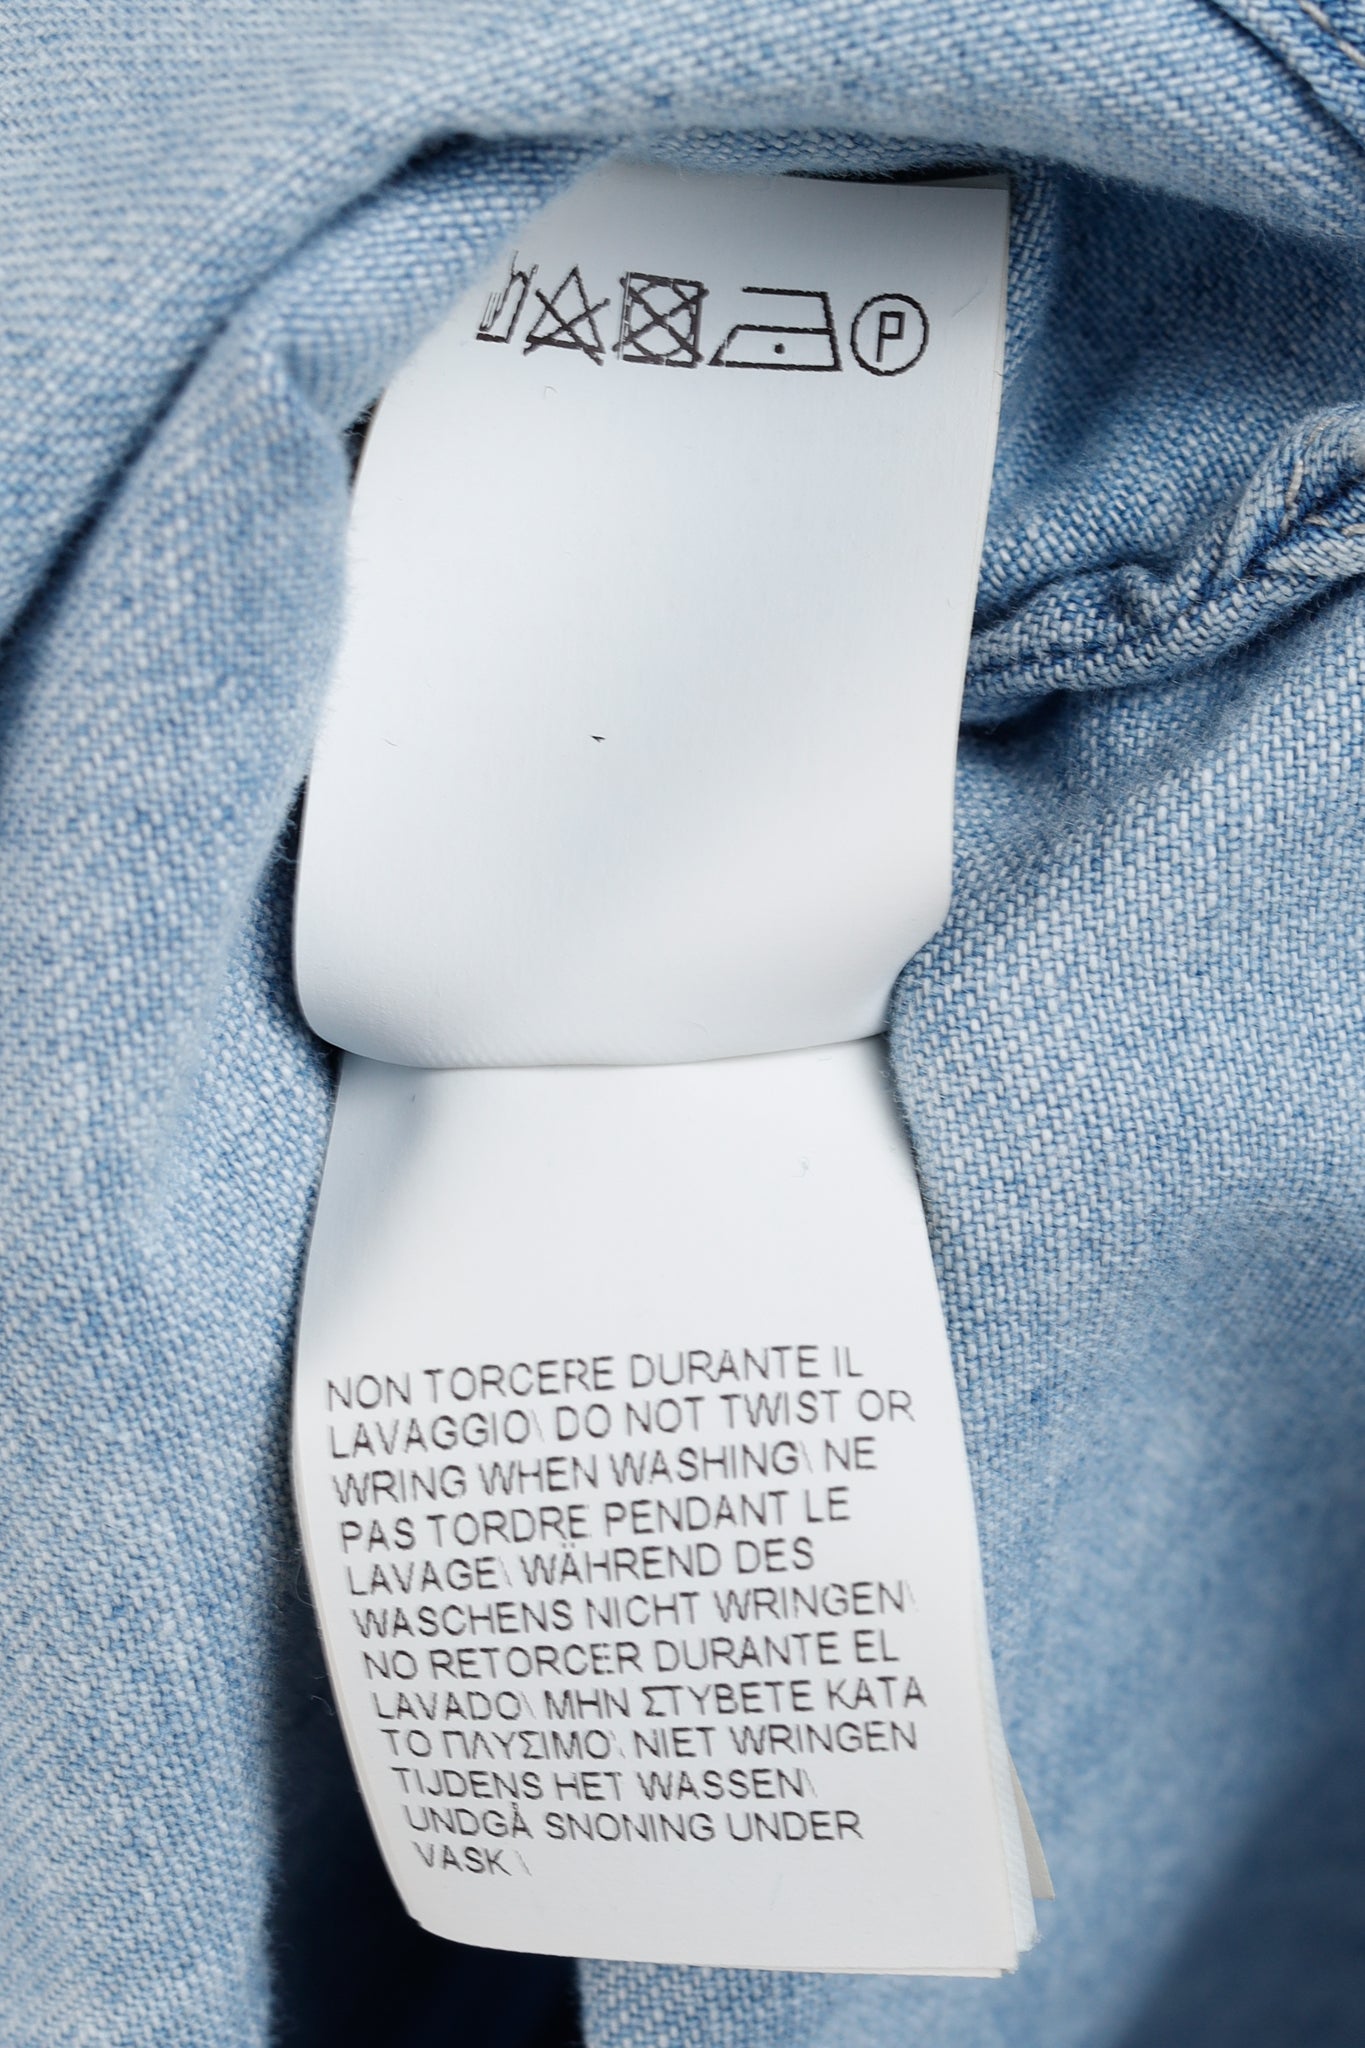 P
NON TORCERE DURANTE IL
LAVAGGIO\ DO NOT TWIST OR
WRING WHEN WASHING\ NE
PAS TORDRE PENDANT LE
LAVAGE\ WÄHREND DES
WASCHENS NICHT WRINGEN\
NO RETORCER DURANTE EL
LAVADO\ ΜΗΝ ΣΤΥΒΕΤΕ ΚΑΤΑ
ΤΟ ΠΛΥΣΙΜΟ\ NIET WRINGEN
TIJDENS HET WASSEN\
UNDGÅ SNONING UNDER
VASK \